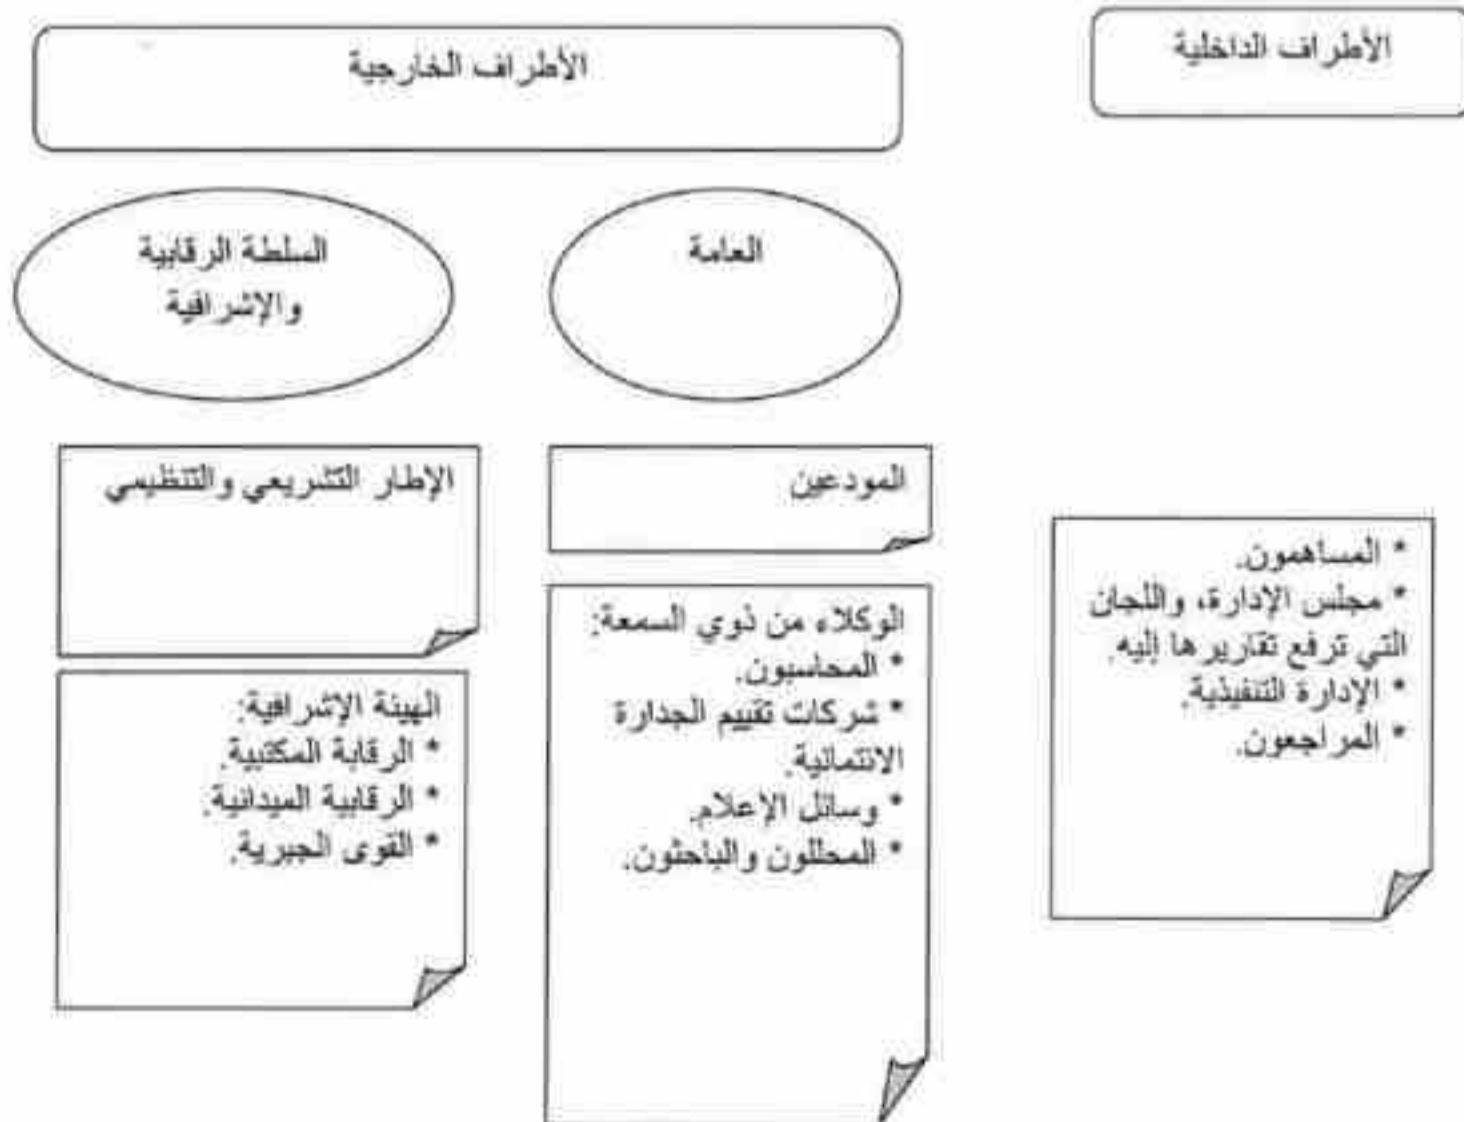 الأطراف الداخلية
الأطراف الخارجية
العامة
السلطة الرقابية
والإشرافية
* المساهمون.
* مجلس الإدارة، واللجان
التي ترفع تقاريرها إليه.
* الإدارة التنفيذية.
* المراجعون.
المودعين
الوكلاء من ذوي السمعة:
* المحاسبون.
* شركات تقييم الجدارة
الائتمانية.
* وسائل الإعلام.
* المحللون والباحثون.
الإطار التشريعي والتنظيمي
الهيئة الإشرافية:
* الرقابة المكتبية.
* الرقابية الميدانية.
* القوى الجبرية.